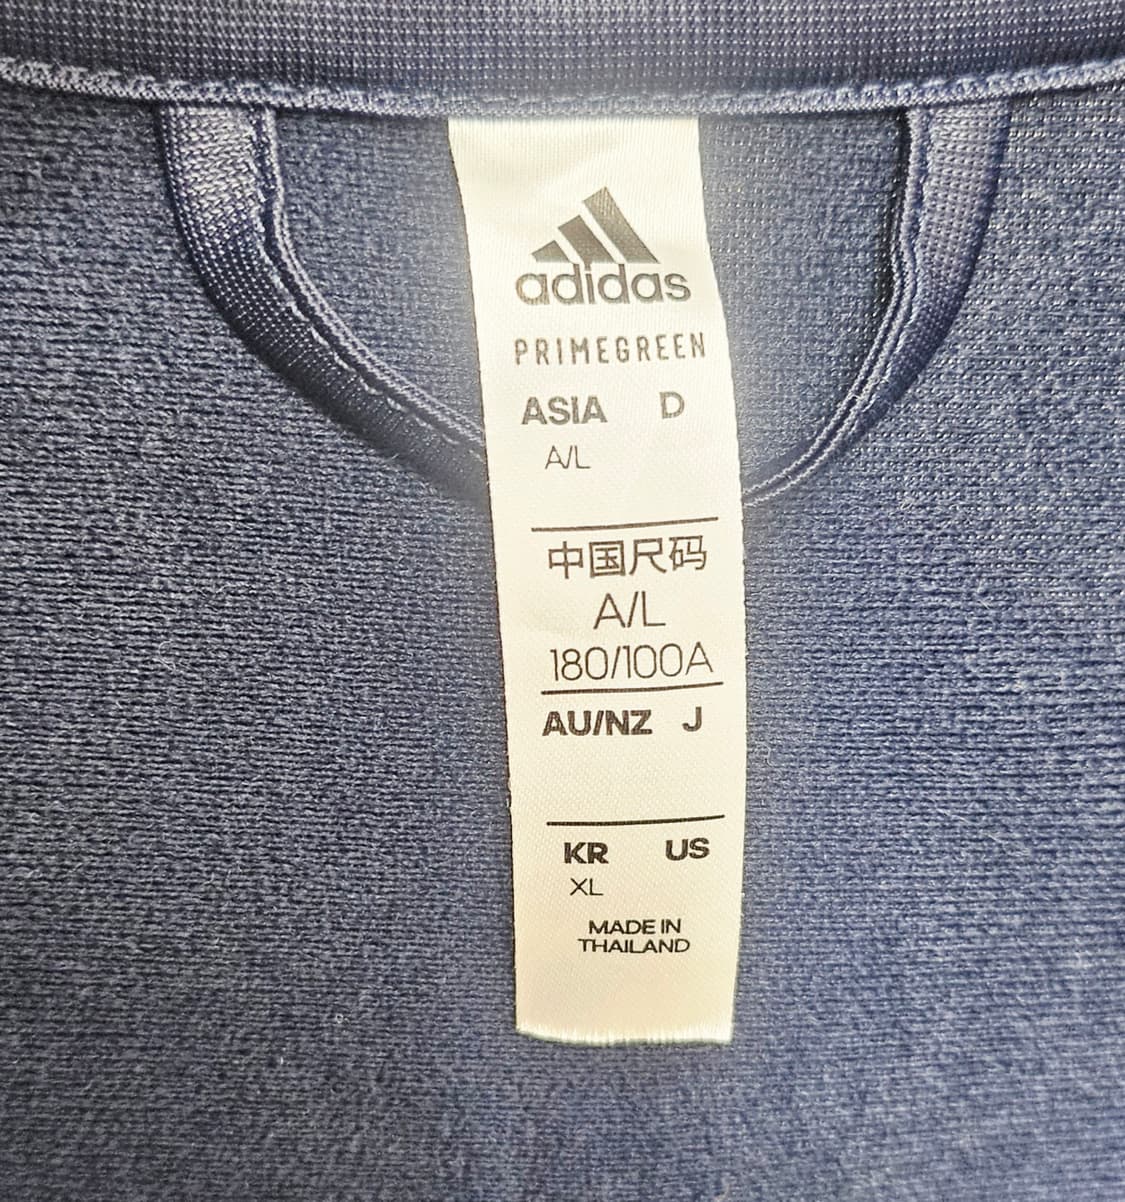 adidas
PRIMEGREEN
ASIA D
A/L
中国尺码
A/L
180/100A
AU/NZ J
KR US
XL
MADE IN
THAILAND